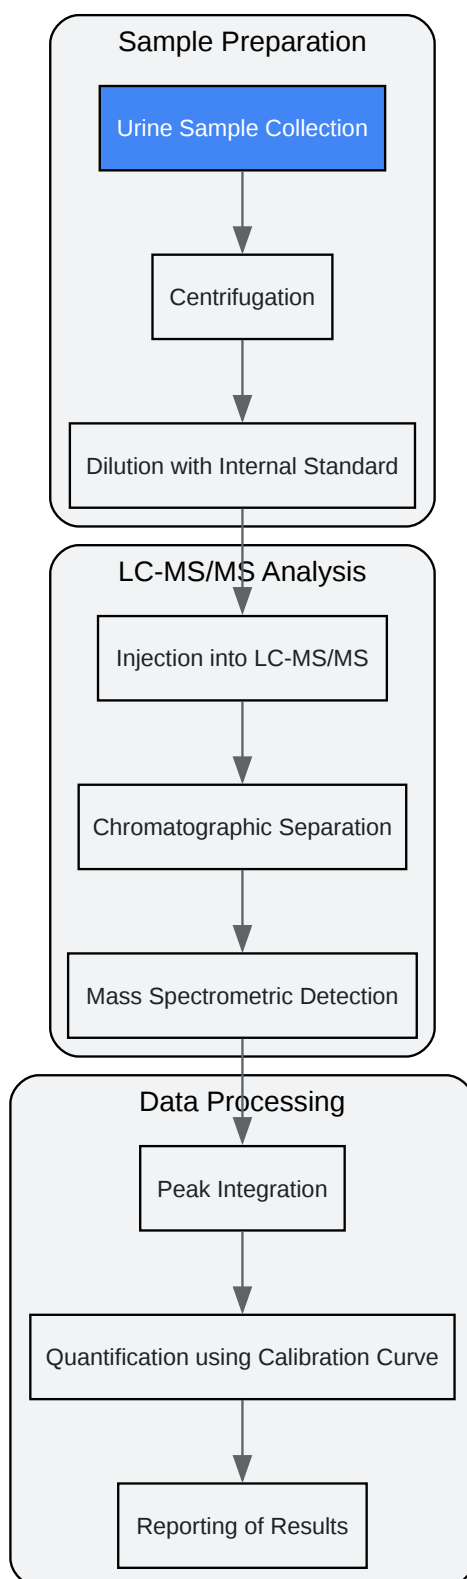 Sample Preparation
Urine Sample Collection
Centrifugation
Dilution with Internal Standard
LC-MS/MS Analysis
Injection into LC-MS/MS
Chromatographic Separation
Mass Spectrometric Detection
Data Processing
Peak Integration
Quantification using Calibration Curve
Reporting of Results